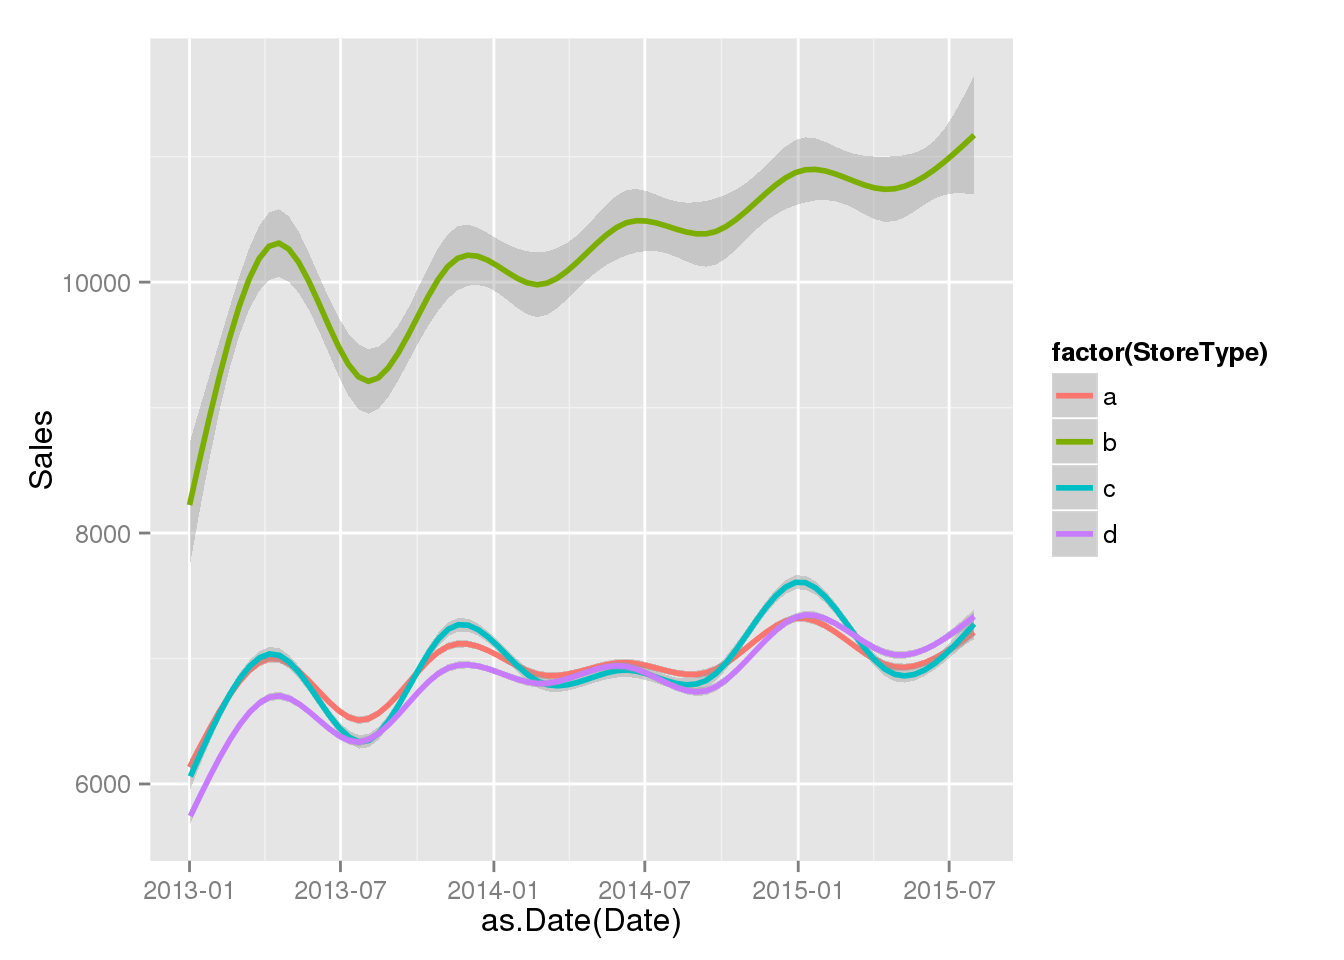 Sales
10000
8000
6000
2013-01 2013-07 2014-01 2014-07 2015-01 2015-07
as.Date(Date)
factor(StoreType)
a
b
c
d